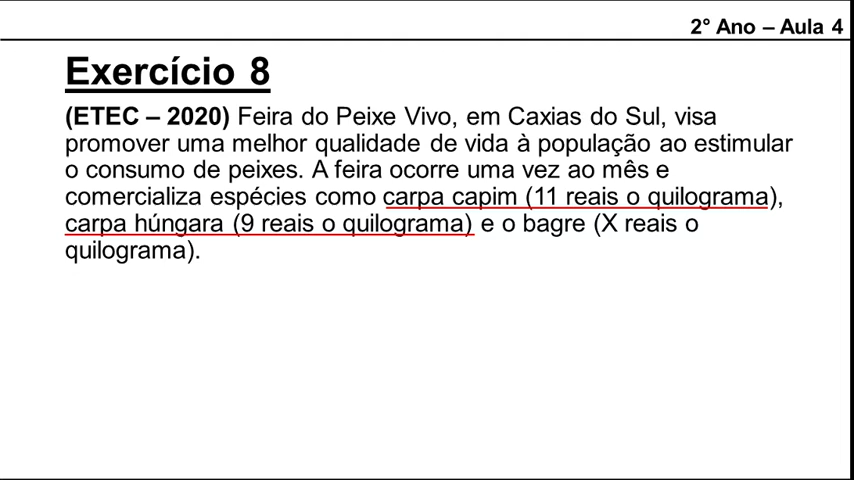 2° Ano – Aula 4
Exercício 8
(ETEC – 2020) Feira do Peixe Vivo, em Caxias do Sul, visa
promover uma melhor qualidade de vida à população ao estimular
o consumo de peixes. A feira ocorre uma vez ao mês e
comercializa espécies como carpa capim (11 reais o quilograma),
carpa húngara (9 reais o quilograma) e o bagre (X reais o
quilograma).